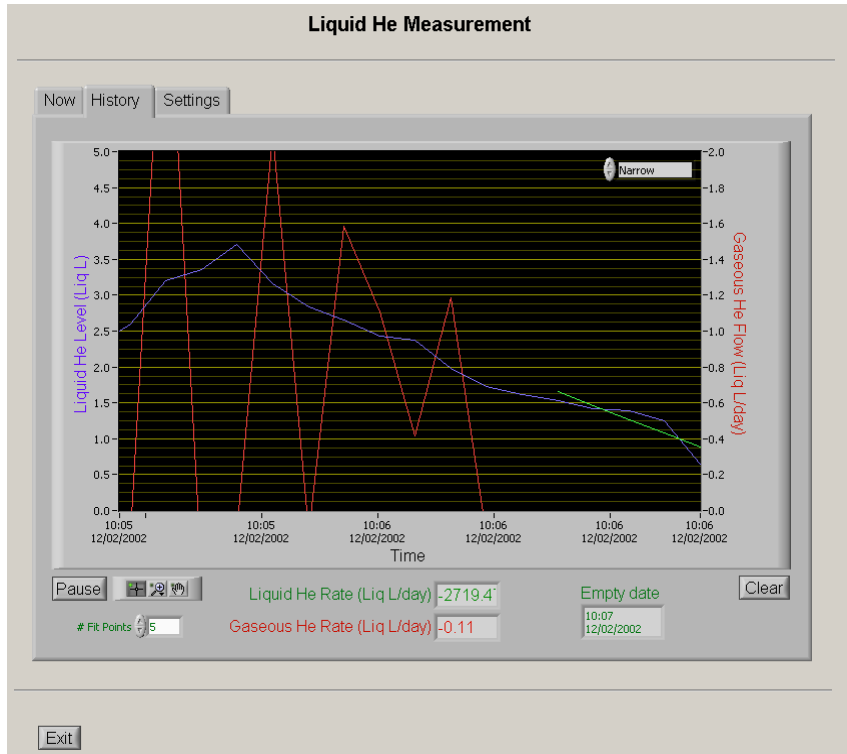 Liquid He Measurement
Now History Settings
Narrow
5.0
4.5
4.0
3.5
3.0
2.5
2.0
1.5
1.0
0.5
0.0
Liquid He Level (Liq L)
2.0
1.8
1.6
1.4
1.2
1.0
0.8
0.6
0.4
0.2
0.0
Gaseous He Flow (Liq L/day)
10:05 10:05 10:06 10:06 10:06 10:06
12/02/2002 12/02/2002 12/02/2002 12/02/2002 12/02/2002 12/02/2002
Time
Pause
Liquid He Rate (Liq L/day) -2719.4
Empty date
Clear
# Fit Points 5
Gaseous He Rate (Liq L/day) -0.11
10:07
12/02/2002
Exit